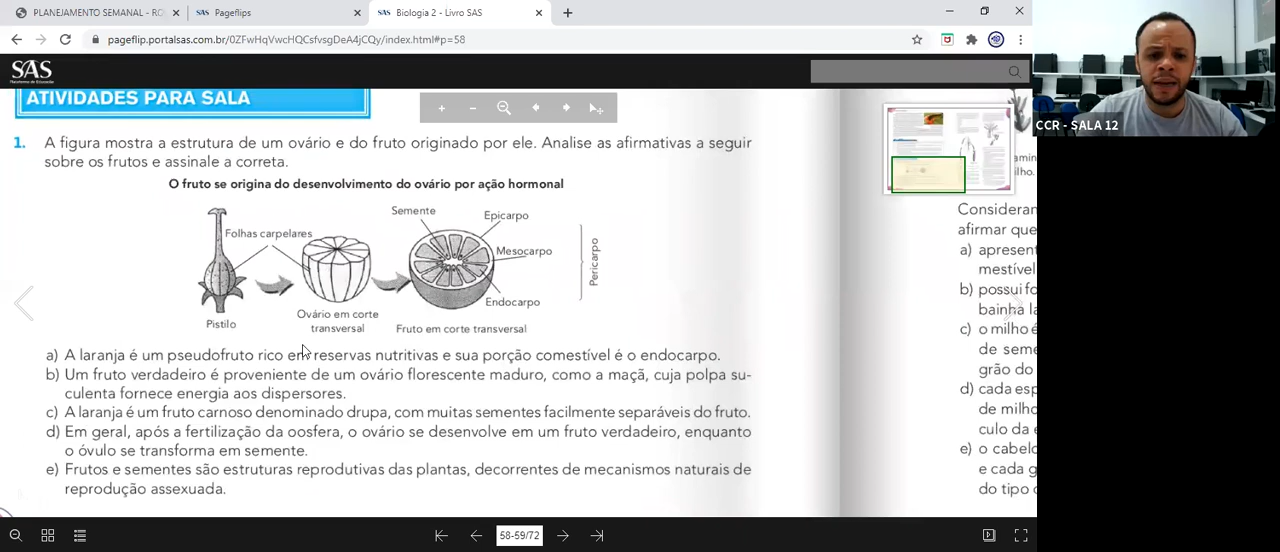 PLANEJAMENTO SEMANAL - RO
SAS Pageflips
SAS Biologia 2 - Livro SAS
pageflip.portalsas.com.br/0ZFwHqVwcHQCsfvsgDeA4jCQy/index.html#p=58
SAS
Plataforma de Educação
CCR - SALA 12
ATIVIDADES PARA SALA
1. A figura mostra a estrutura de um ovário e do fruto originado por ele. Analise as afirmativas a seguir
sobre os frutos e assinale a correta.
O fruto se origina do desenvolvimento do ovário por ação hormonal
Semente
Epicarpo
Folhas carpelares
Mesocarpo
Pericarpo
Endocarpo
Pistilo
Ovário em corte
transversal
Fruto em corte transversal
a) A laranja é um pseudofruto rico em reservas nutritivas e sua porção comestível é o endocarpo.
b) Um fruto verdadeiro é proveniente de um ovário florescente maduro, como a maçã, cuja polpa su-
culenta fornece energia aos dispersores.
c) A laranja é um fruto carnoso denominado drupa, com muitas sementes facilmente separáveis do fruto.
d) Em geral, após a fertilização da oosfera, o ovário se desenvolve em um fruto verdadeiro, enquanto
o óvulo se transforma em semente.
e) Frutos e sementes são estruturas reprodutivas das plantas, decorrentes de mecanismos naturais de
reprodução assexuada.
amin
ilho.
Consideran
afirmar que
a) apresent
mestível
b) possui fo
bainha la
c) o milho é
de seme
grão do
d) cada esp
de milho
culo da e
e) o cabelo
e cada g
do tipo c
58-59/72